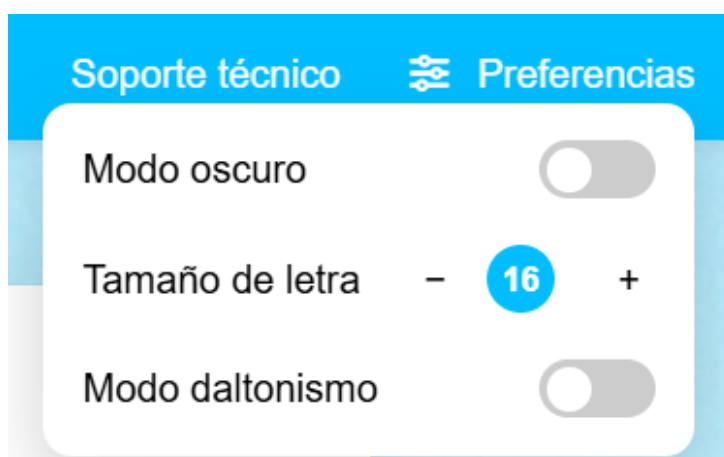 Soporte técnico Preferencias
Modo oscuro
Tamaño de letra − 16 +
Modo daltonismo